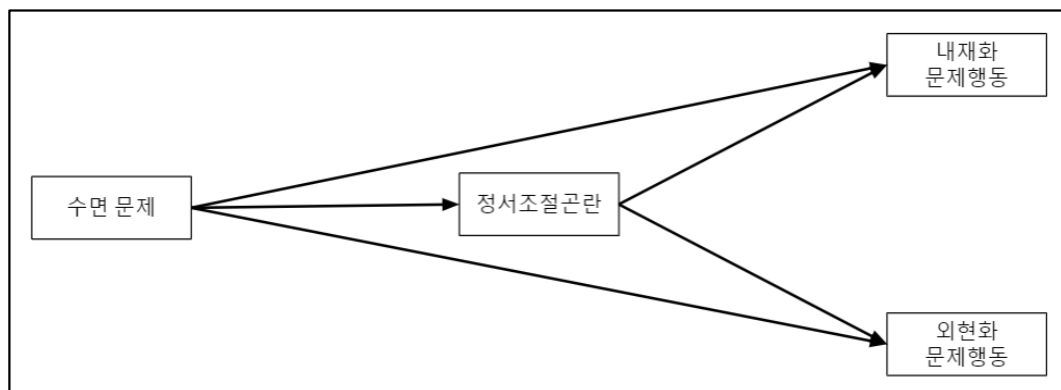 내재화
문제행동
수면 문제
정서조절곤란
외현화
문제행동